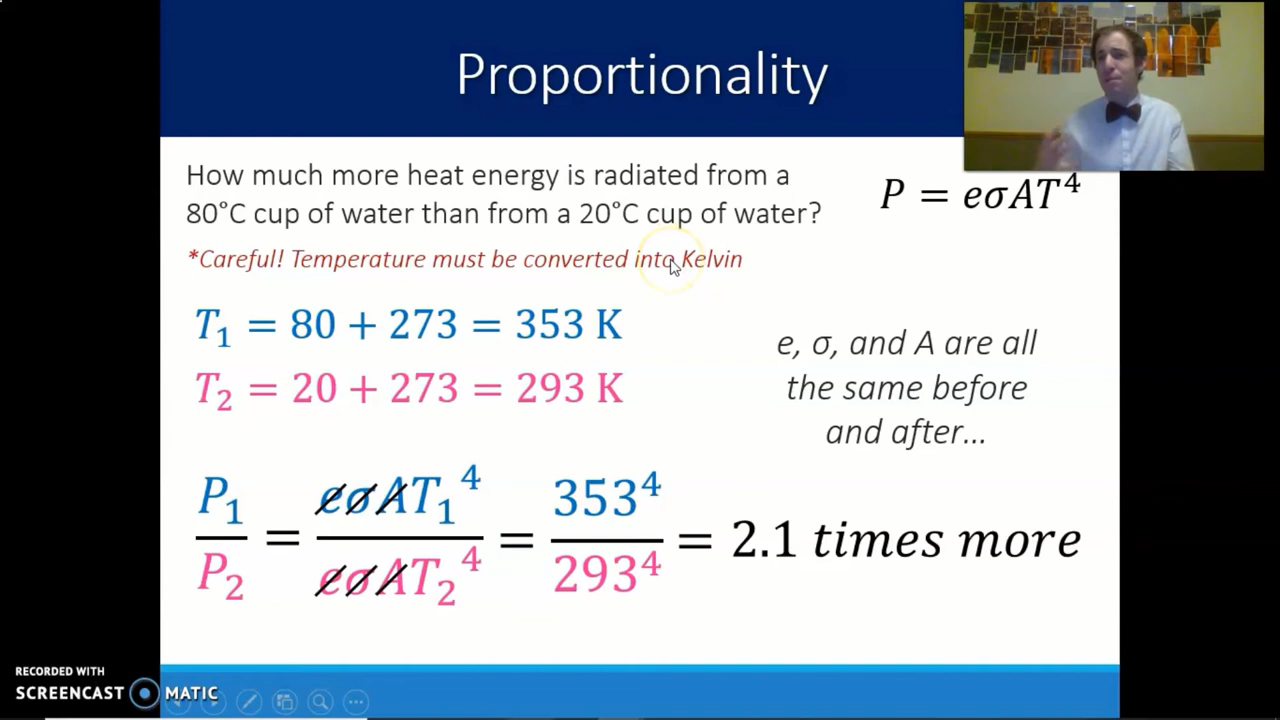 Proportionality
How much more heat energy is radiated from a
80°C cup of water than from a 20°C cup of water?
P = eσAT⁴
*Careful! Temperature must be converted into Kelvin
T₁ = 80 + 273 = 353 K
T₂ = 20 + 273 = 293 K
e, σ, and A are all
the same before
and after...
P₁/P₂ = eσAT₁⁴/eσAT₂⁴ = 353⁴/293⁴ = 2.1 times more
RECORDED WITH
SCREENCAST MATIC